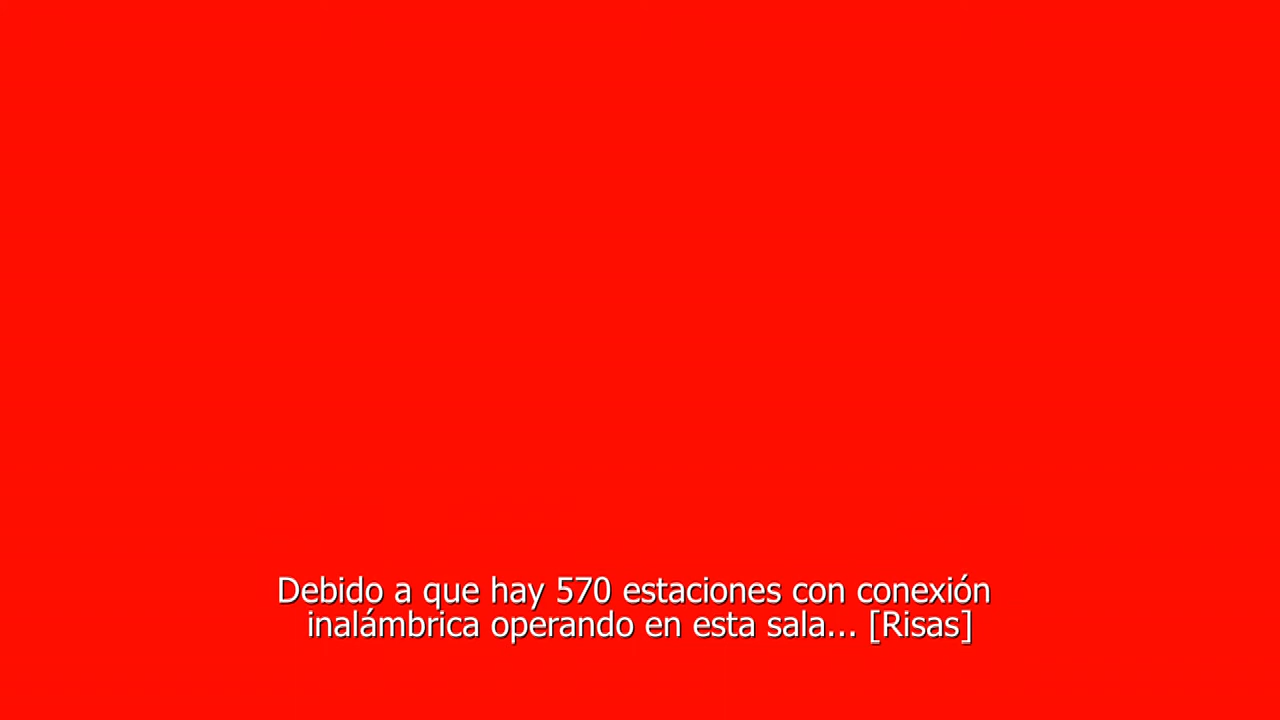 Debido a que hay 570 estaciones con conexión
inalámbrica operando en esta sala... [Risas]